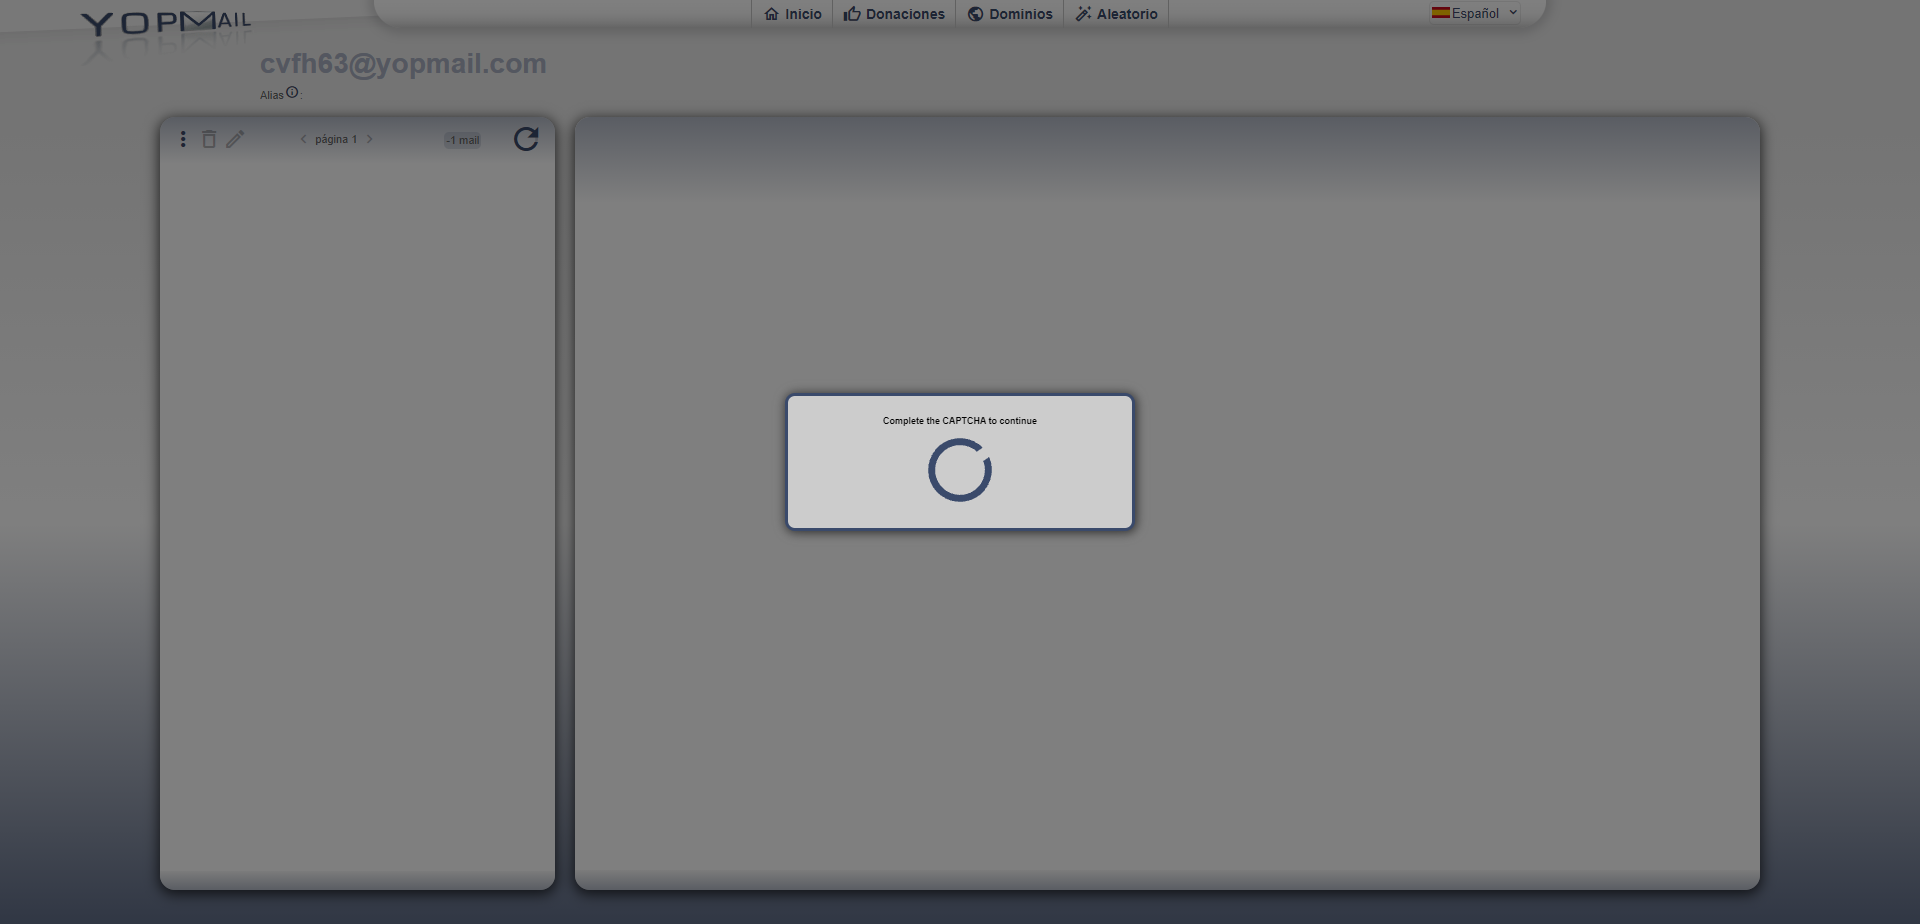 YOPMAIL
Inicio
Donaciones
Dominios
Aleatorio
Español
cvfh63@yopmail.com
Alias :
página 1
-1 mail
Complete the CAPTCHA to continue